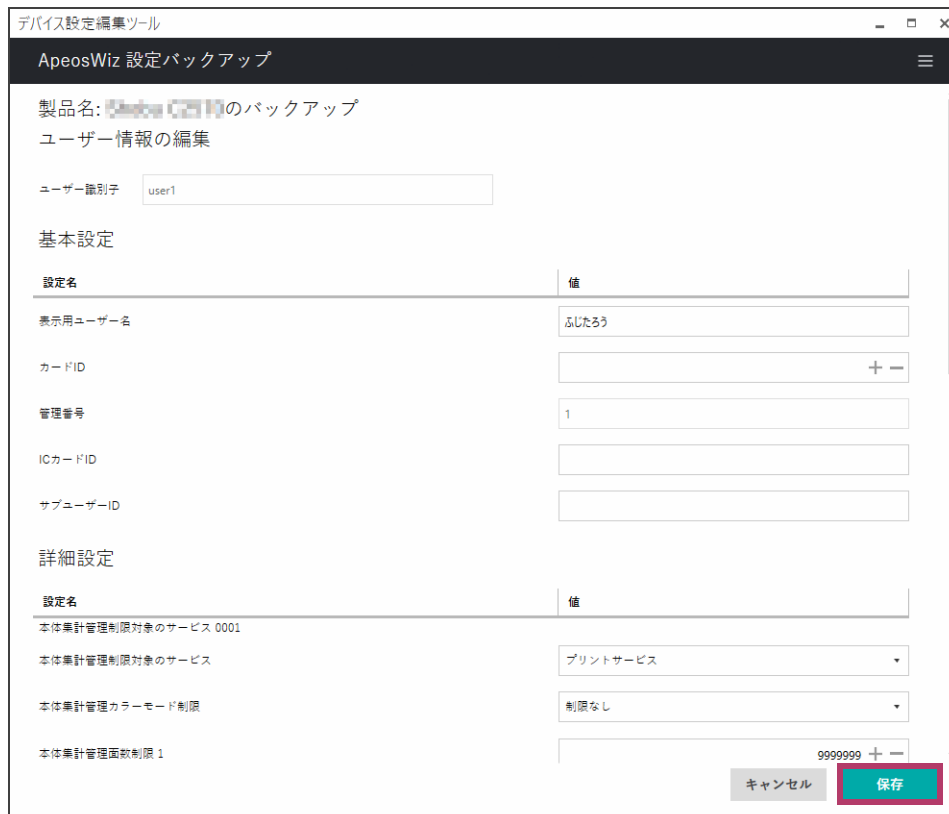 デバイス設定編集ツール
ApeosWiz 設定バックアップ
製品名: のバックアップ
ユーザー情報の編集
ユーザー識別子 user1
基本設定
設定名 値
表示用ユーザー名 ふじたろう
カードID
管理番号 1
ICカードID
サブユーザーID
詳細設定
設定名 値
本体集計管理制限対象のサービス 0001
本体集計管理制限対象のサービス プリントサービス
本体集計管理カラーモード制限 制限なし
本体集計管理面数制限 1 9999999
キャンセル 保存